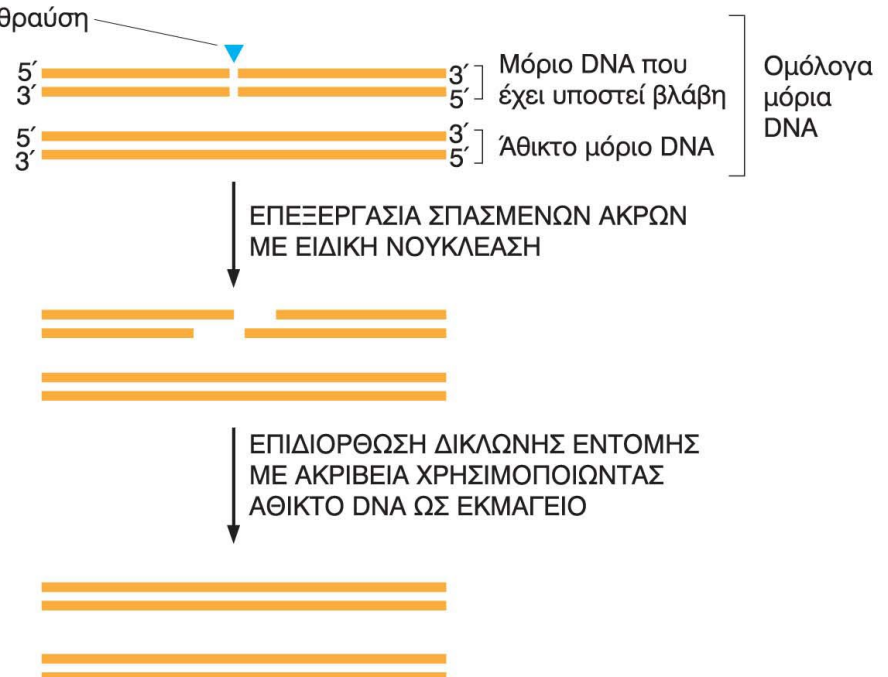 θραύση
5′ 3′
3′ 5′
Μόριο DNA που
έχει υποστεί βλάβη
5′ 3′
3′ 5′
Άθικτο μόριο DNA
Ομόλογα
μόρια
DNA
ΕΠΕΞΕΡΓΑΣΙΑ ΣΠΑΣΜΕΝΩΝ ΑΚΡΩΝ
ΜΕ ΕΙΔΙΚΗ ΝΟΥΚΛΕΑΣΗ
ΕΠΙΔΙΟΡΘΩΣΗ ΔΙΚΛΩΝΗΣ ΕΝΤΟΜΗΣ
ΜΕ ΑΚΡΙΒΕΙΑ ΧΡΗΣΙΜΟΠΟΙΩΝΤΑΣ
ΑΘΙΚΤΟ DNA ΩΣ ΕΚΜΑΓΕΙΟ